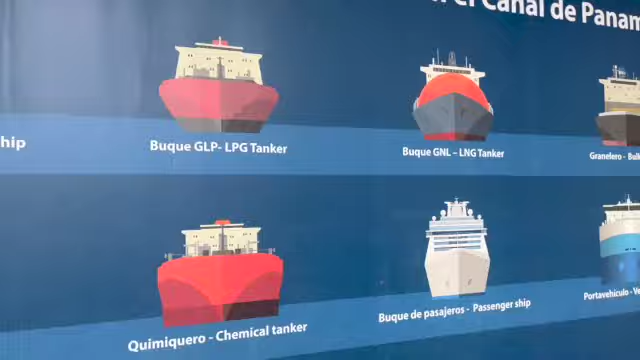 el Canal de Panam
hip
Buque GLP- LPG Tanker
Buque GNL – LNG Tanker
Granelero - Bulk
Quimiquero - Chemical tanker
Buque de pasajeros - Passenger ship
Portavehículo - Ve